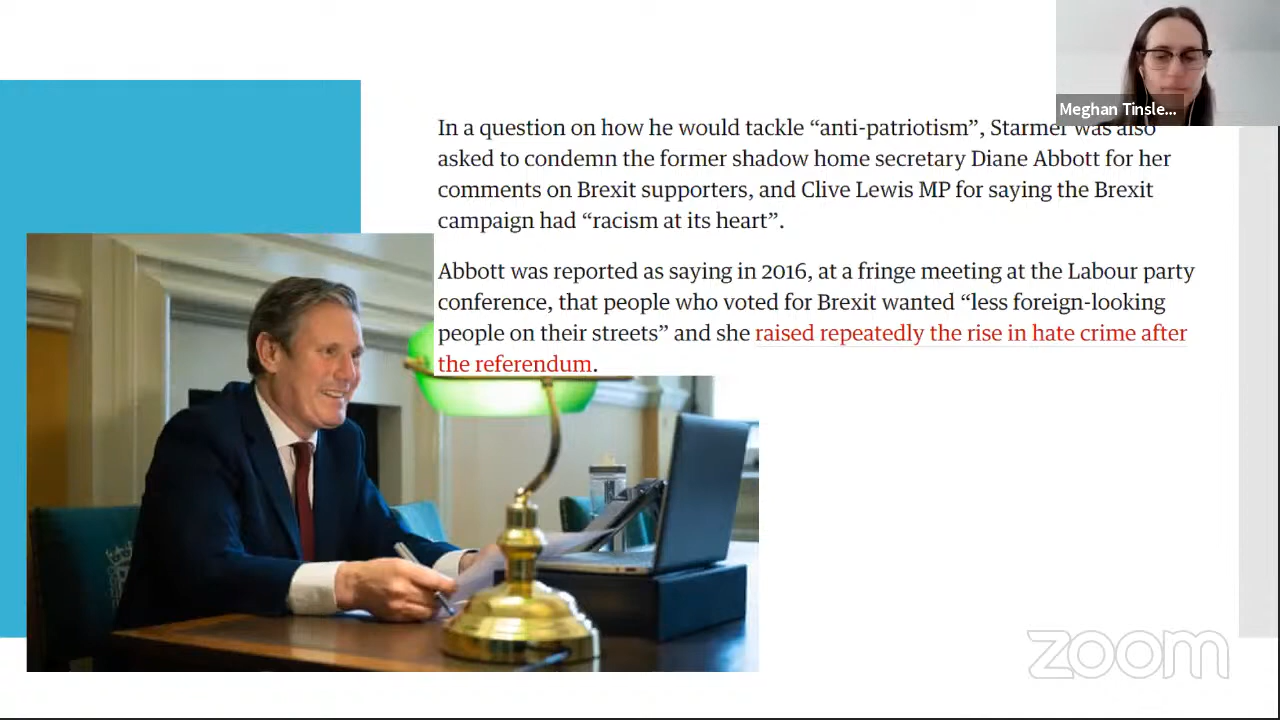 Meghan Tinsle...
In a question on how he would tackle “anti-patriotism”, Starmer was also
asked to condemn the former shadow home secretary Diane Abbott for her
comments on Brexit supporters, and Clive Lewis MP for saying the Brexit
campaign had “racism at its heart”.
Abbott was reported as saying in 2016, at a fringe meeting at the Labour party
conference, that people who voted for Brexit wanted “less foreign-looking
people on their streets” and she raised repeatedly the rise in hate crime after
the referendum.
zoom